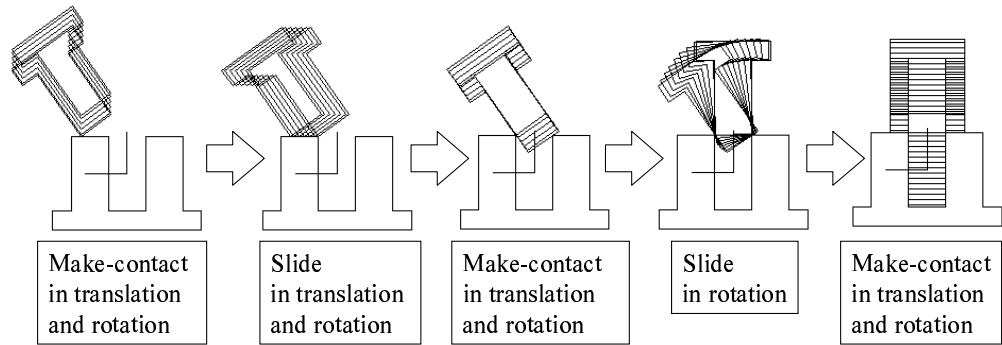 Make-contact
in translation
and rotation
Slide
in translation
and rotation
Make-contact
in translation
and rotation
Slide
in rotation
Make-contact
in translation
and rotation